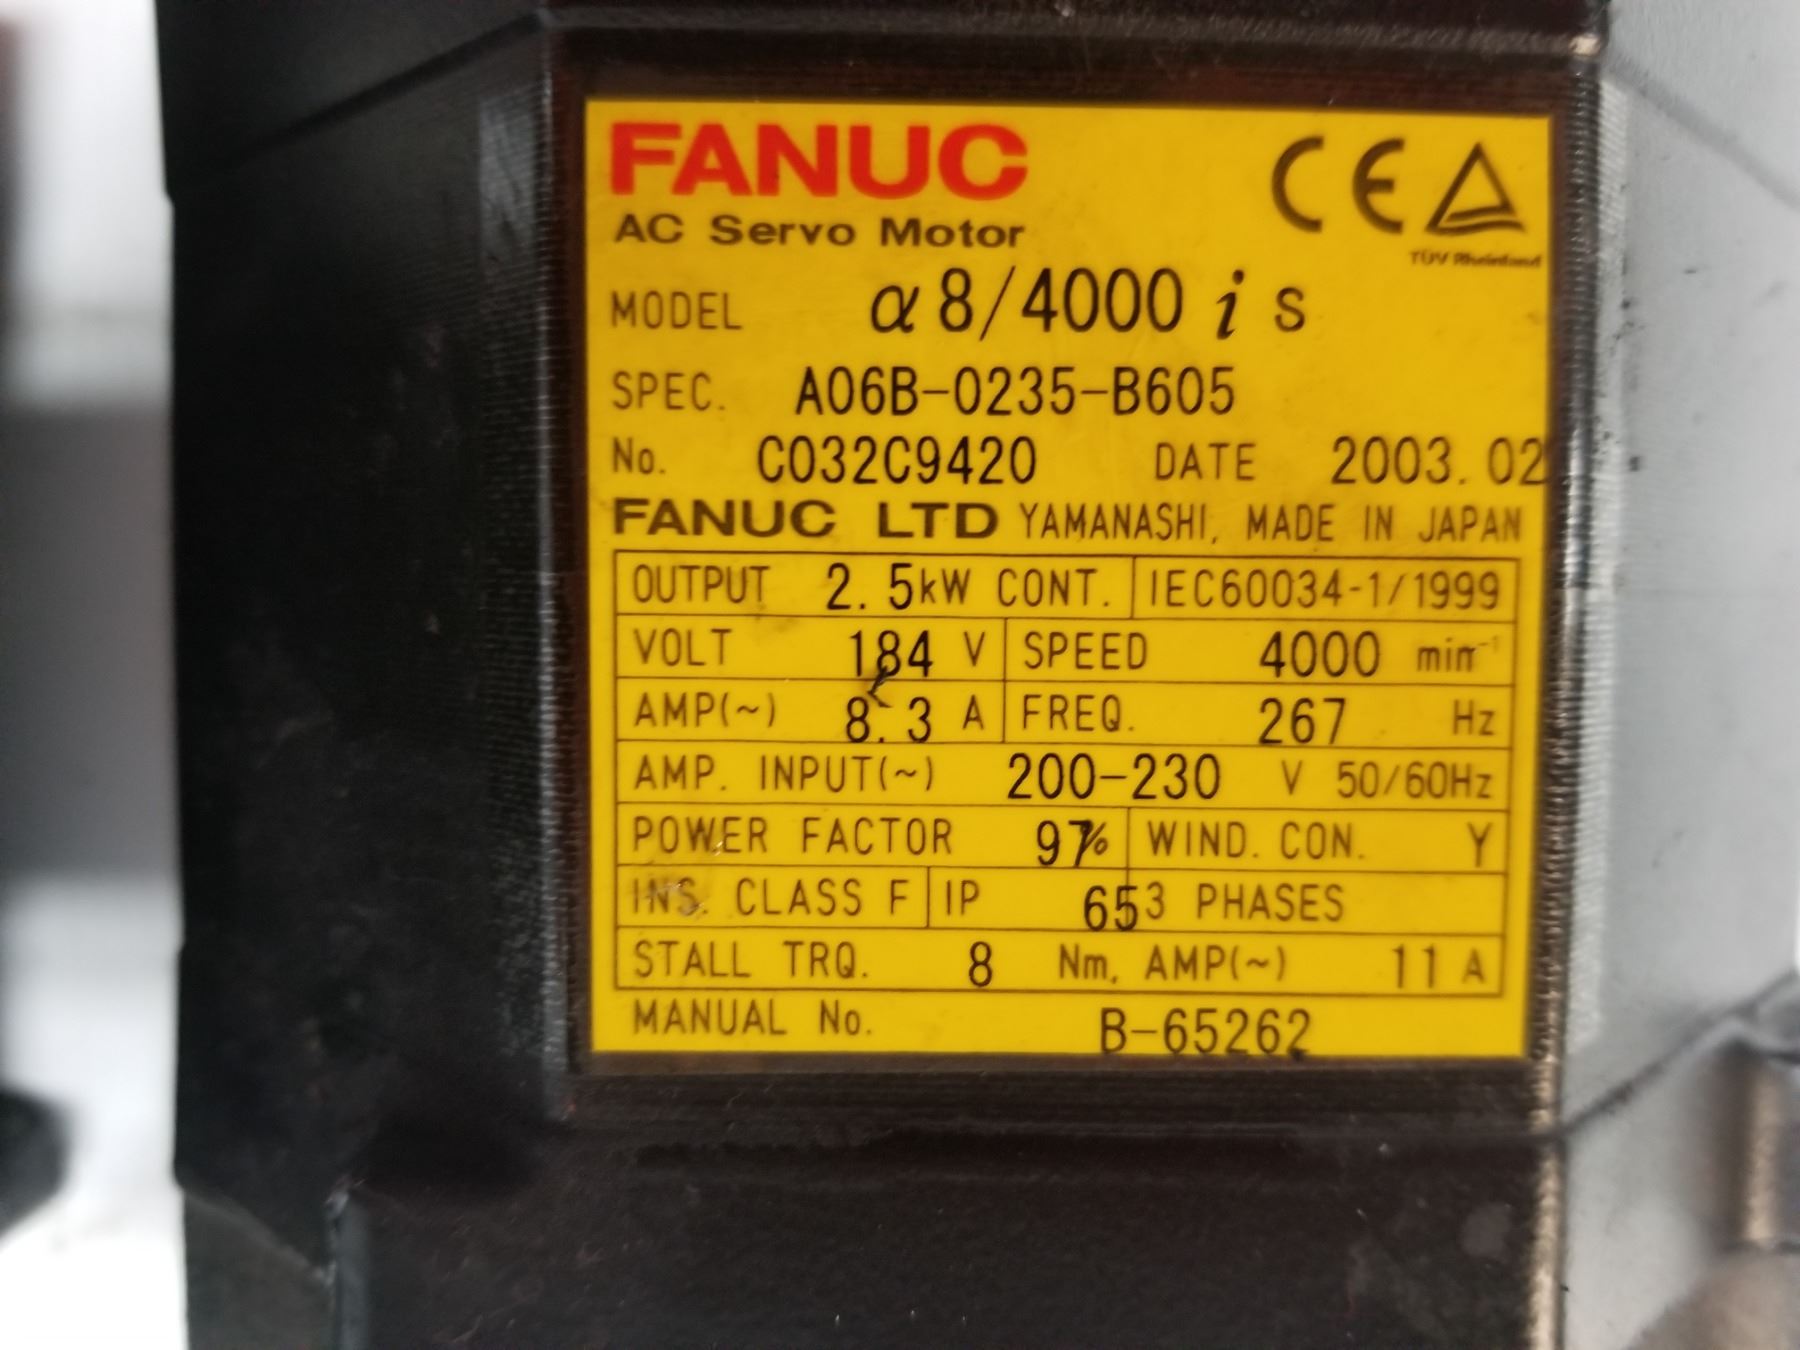 FANUC CE
AC Servo Motor
TÜV Rheinland
MODEL α8/4000 i s
SPEC. A06B-0235-B605
No. C032C9420 DATE 2003.02
FANUC LTD YAMANASHI, MADE IN JAPAN
OUTPUT 2.5kW CONT. IEC60034-1/1999
VOLT 184 V SPEED 4000 min⁻¹
AMP(~) 8.3 A FREQ. 267 Hz
AMP. INPUT(~) 200-230 V 50/60Hz
POWER FACTOR 97% WIND. CON. Y
INS. CLASS F IP 65 3 PHASES
STALL TRQ. 8 Nm, AMP(~) 11 A
MANUAL No. B-65262